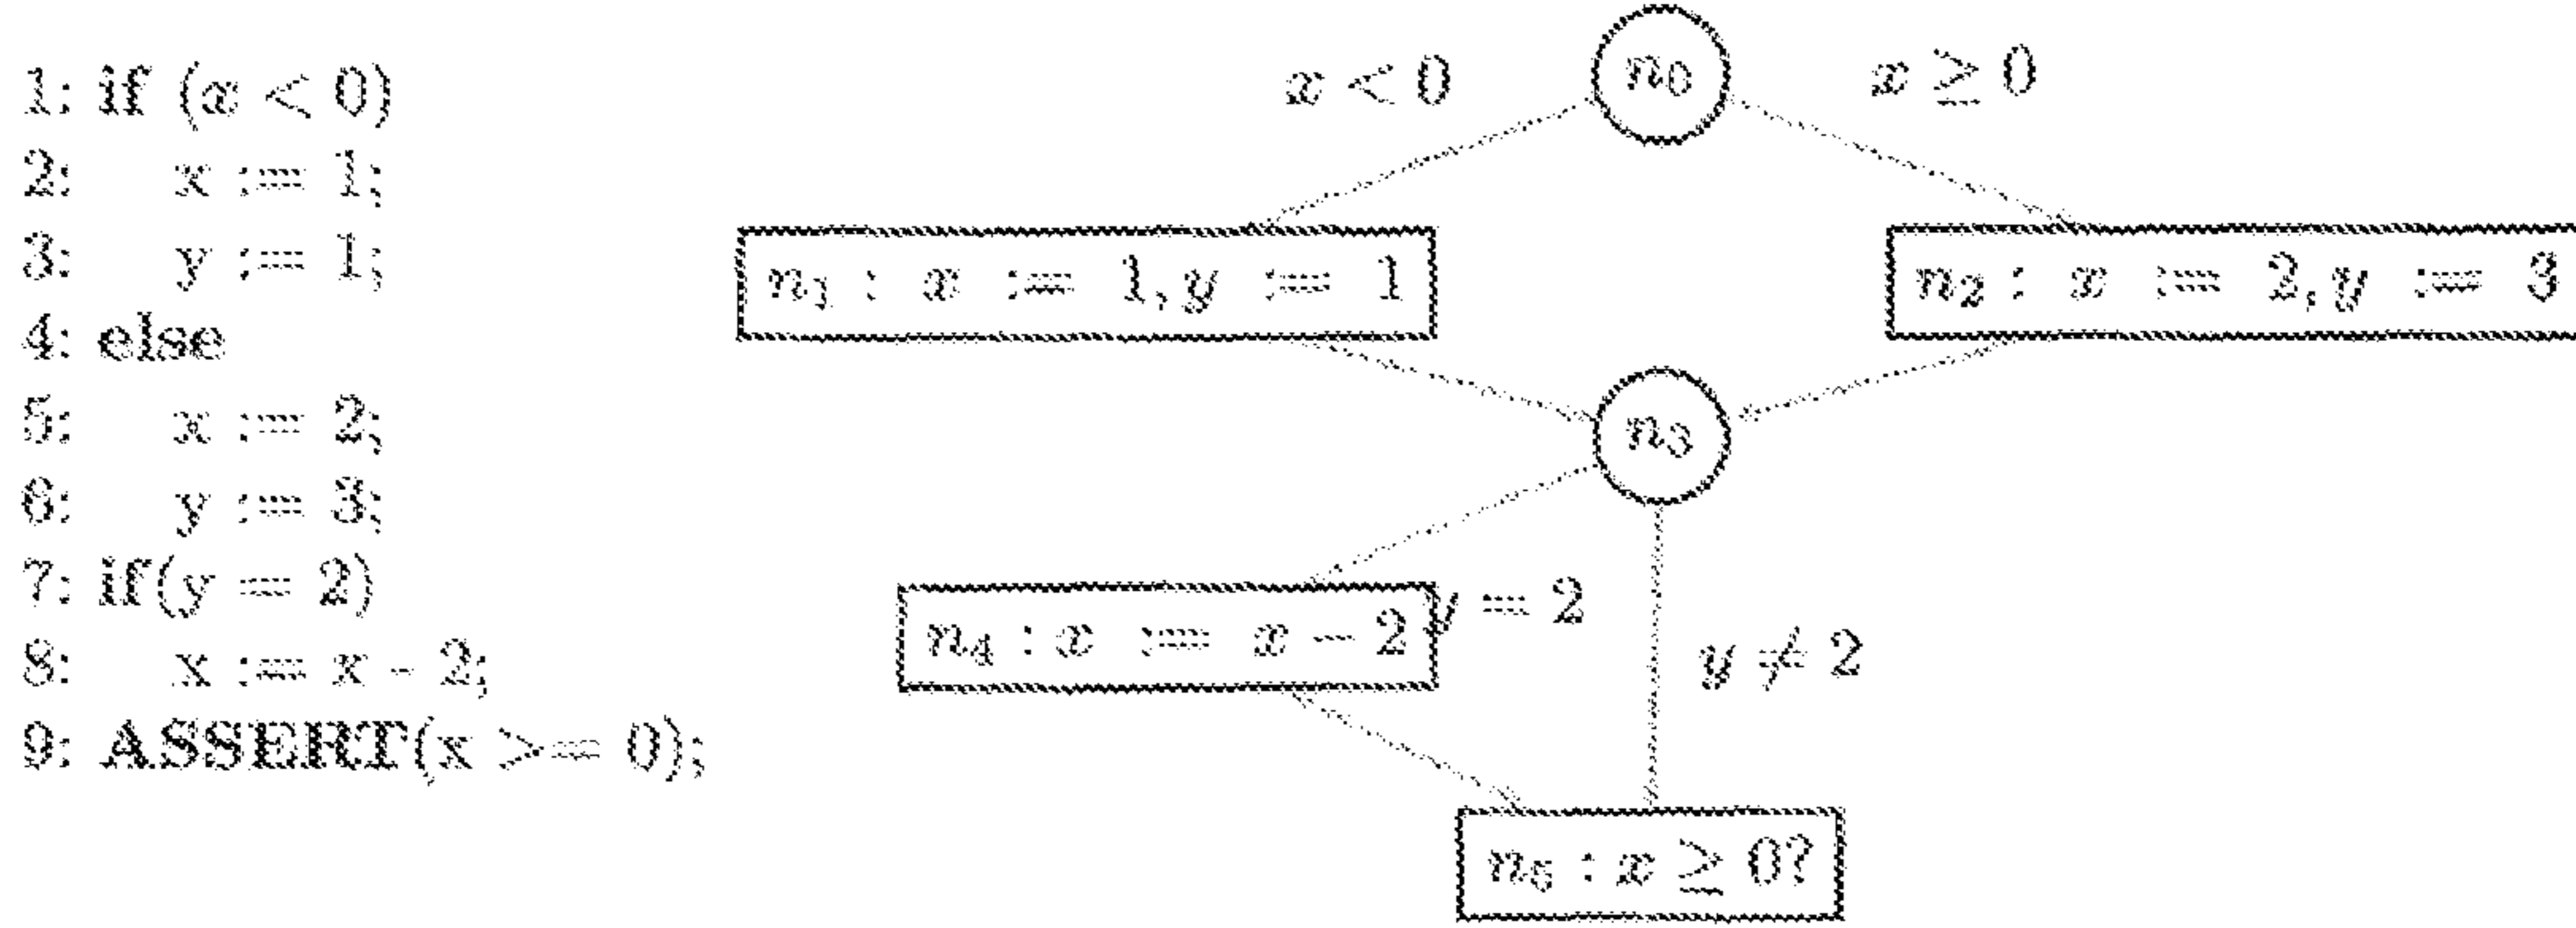 1: if (x < 0)
2: x := 1;
3: y := 1;
4: else
5: x := 2;
6: y := 3;
7: if(y = 2)
8: x := x - 2;
9: ASSERT(x >= 0);
n₀
x < 0
x ≥ 0
n₁ : x := 1, y := 1
n₂ : x := 2, y := 3
n₃
n₄ : x := x − 2
y = 2
y ≠ 2
n₅ : x ≥ 0?